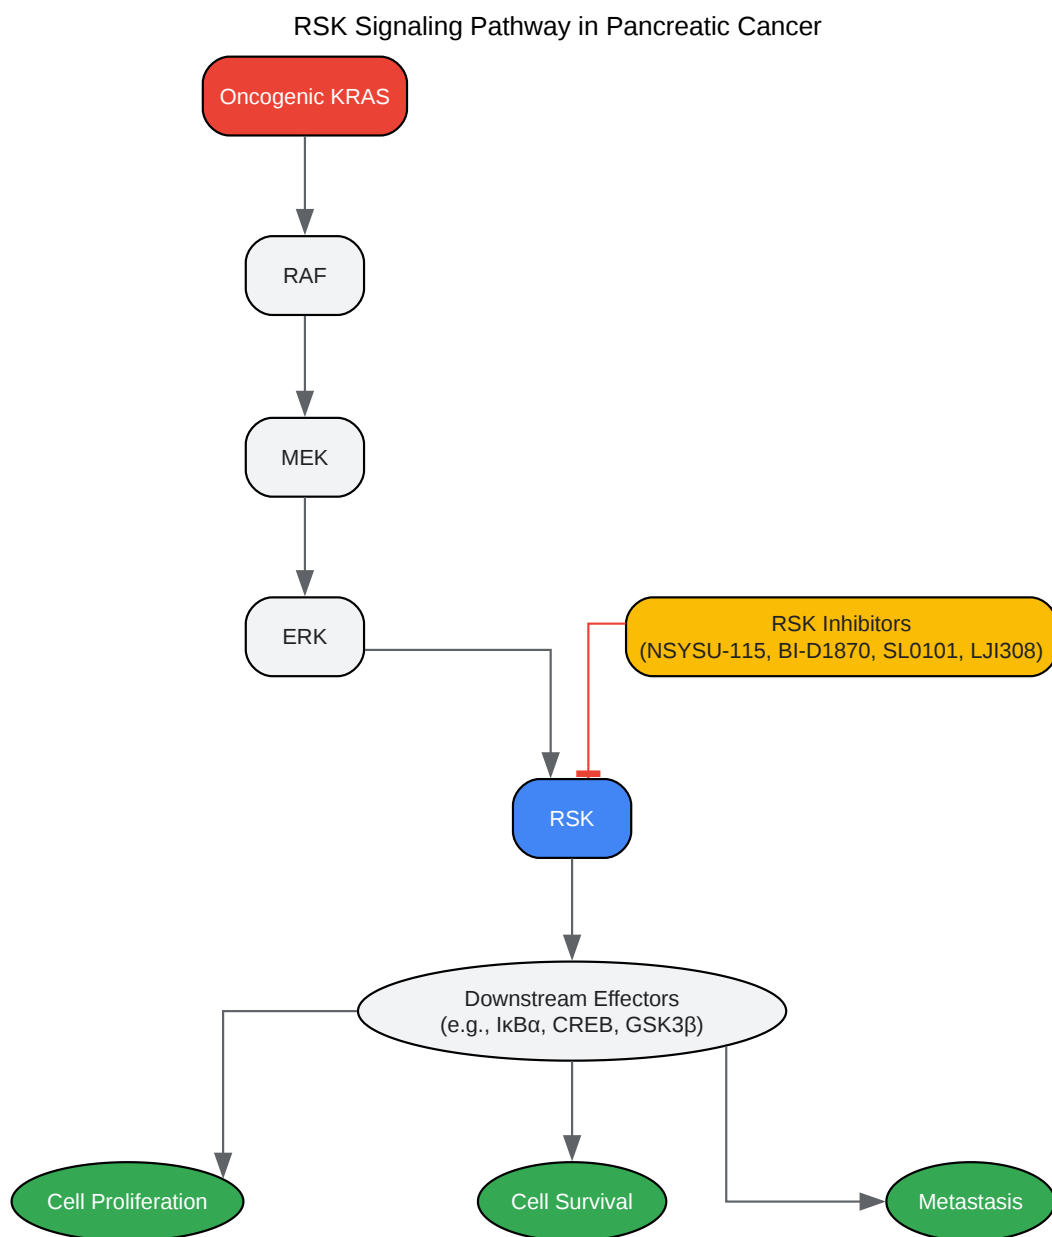 RSK Signaling Pathway in Pancreatic Cancer
Oncogenic KRAS
RAF
MEK
ERK
RSK Inhibitors
(NSYSU-115, BI-D1870, SL0101, LJI308)
RSK
Downstream Effectors
(e.g., IκBα, CREB, GSK3β)
Cell Proliferation
Cell Survival
Metastasis